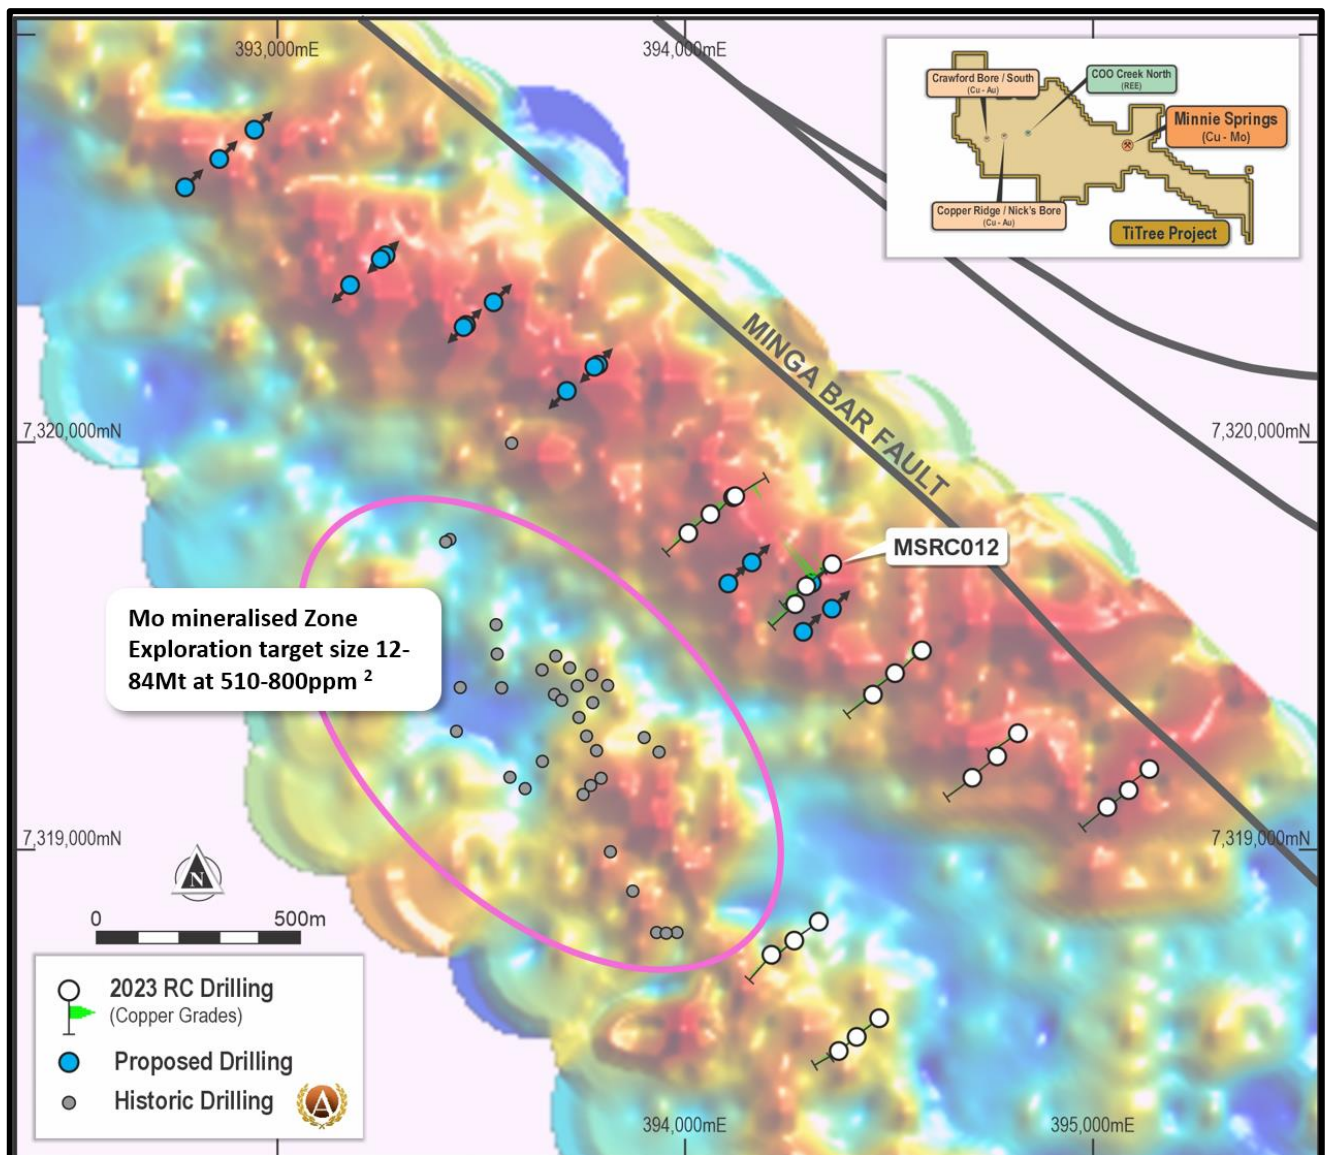 393,000mE
394,000mE
Crawford Bore / South
(Cu - Au)
COO Creek North
(REE)
Minnie Springs
(Cu - Mo)
Copper Ridge / Nick's Bore
(Cu - Au)
TiTree Project
MINGA BAR FAULT
7,320,000mN
7,320,000mN
MSRC012
Mo mineralised Zone
Exploration target size 12-
84Mt at 510-800ppm ²
7,319,000mN
7,319,000mN
N
0
500m
2023 RC Drilling
(Copper Grades)
Proposed Drilling
Historic Drilling
A
394,000mE
395,000mE